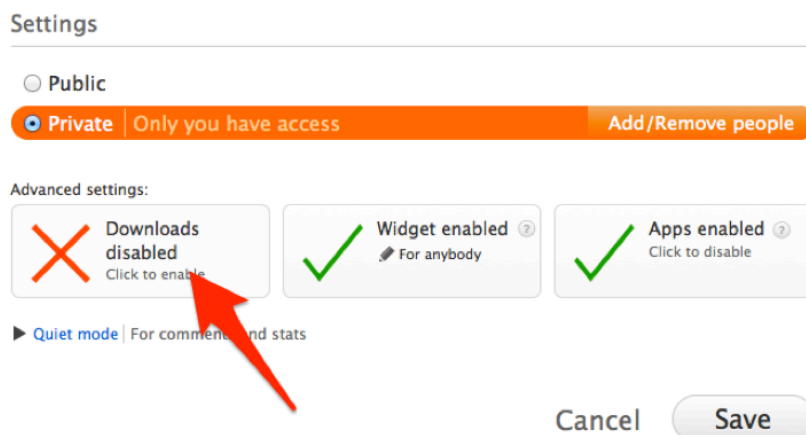 Settings
Public
Private | Only you have access Add/Remove people
Advanced settings:
Downloads
disabled
Click to enable
Widget enabled ?
For anybody
Apps enabled ?
Click to disable
Quiet mode | For comments and stats
Cancel Save